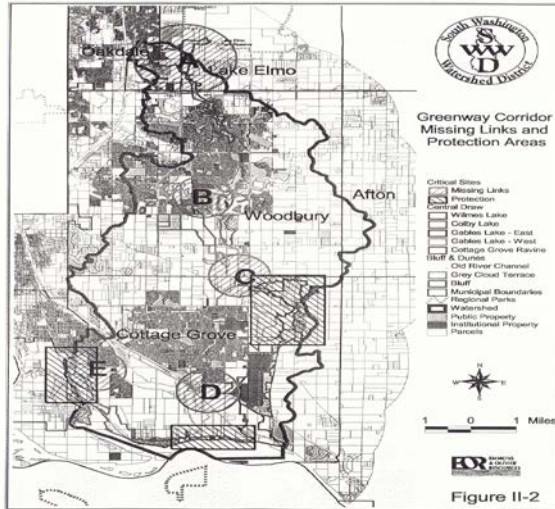 South Washington
Watershed District
S
WW
D
Greenway Corridor
Missing Links and
Protection Areas
Critical Sites
Missing Links
Protection
Central Draw
Wilmes Lake
Colby Lake
Gables Lake - East
Gables Lake - West
Cottage Grove Ravine
Bluff & Dunes
Old River Channel
Grey Cloud Terrace
Bluff
Municipal Boundaries
Regional Parks
Watershed
Public Property
Institutional Property
Parcels
N
W E
S
1 0 1 Miles
EOR
Figure II-2
Oakdale
A
Lake Elmo
B
Afton
Woodbury
C
Cottage Grove
E
D